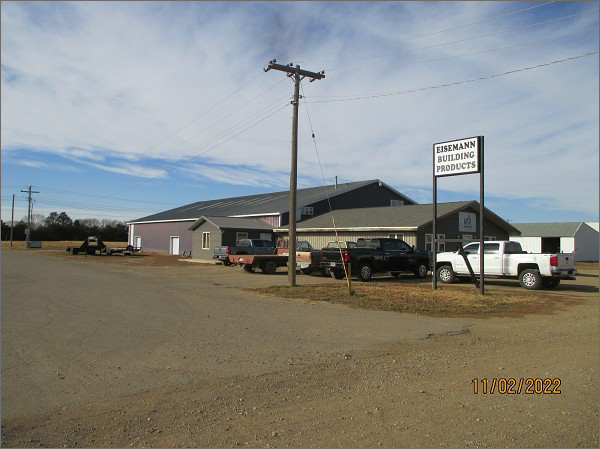 EISEMANN
BUILDING
PRODUCTS
11/02/2022